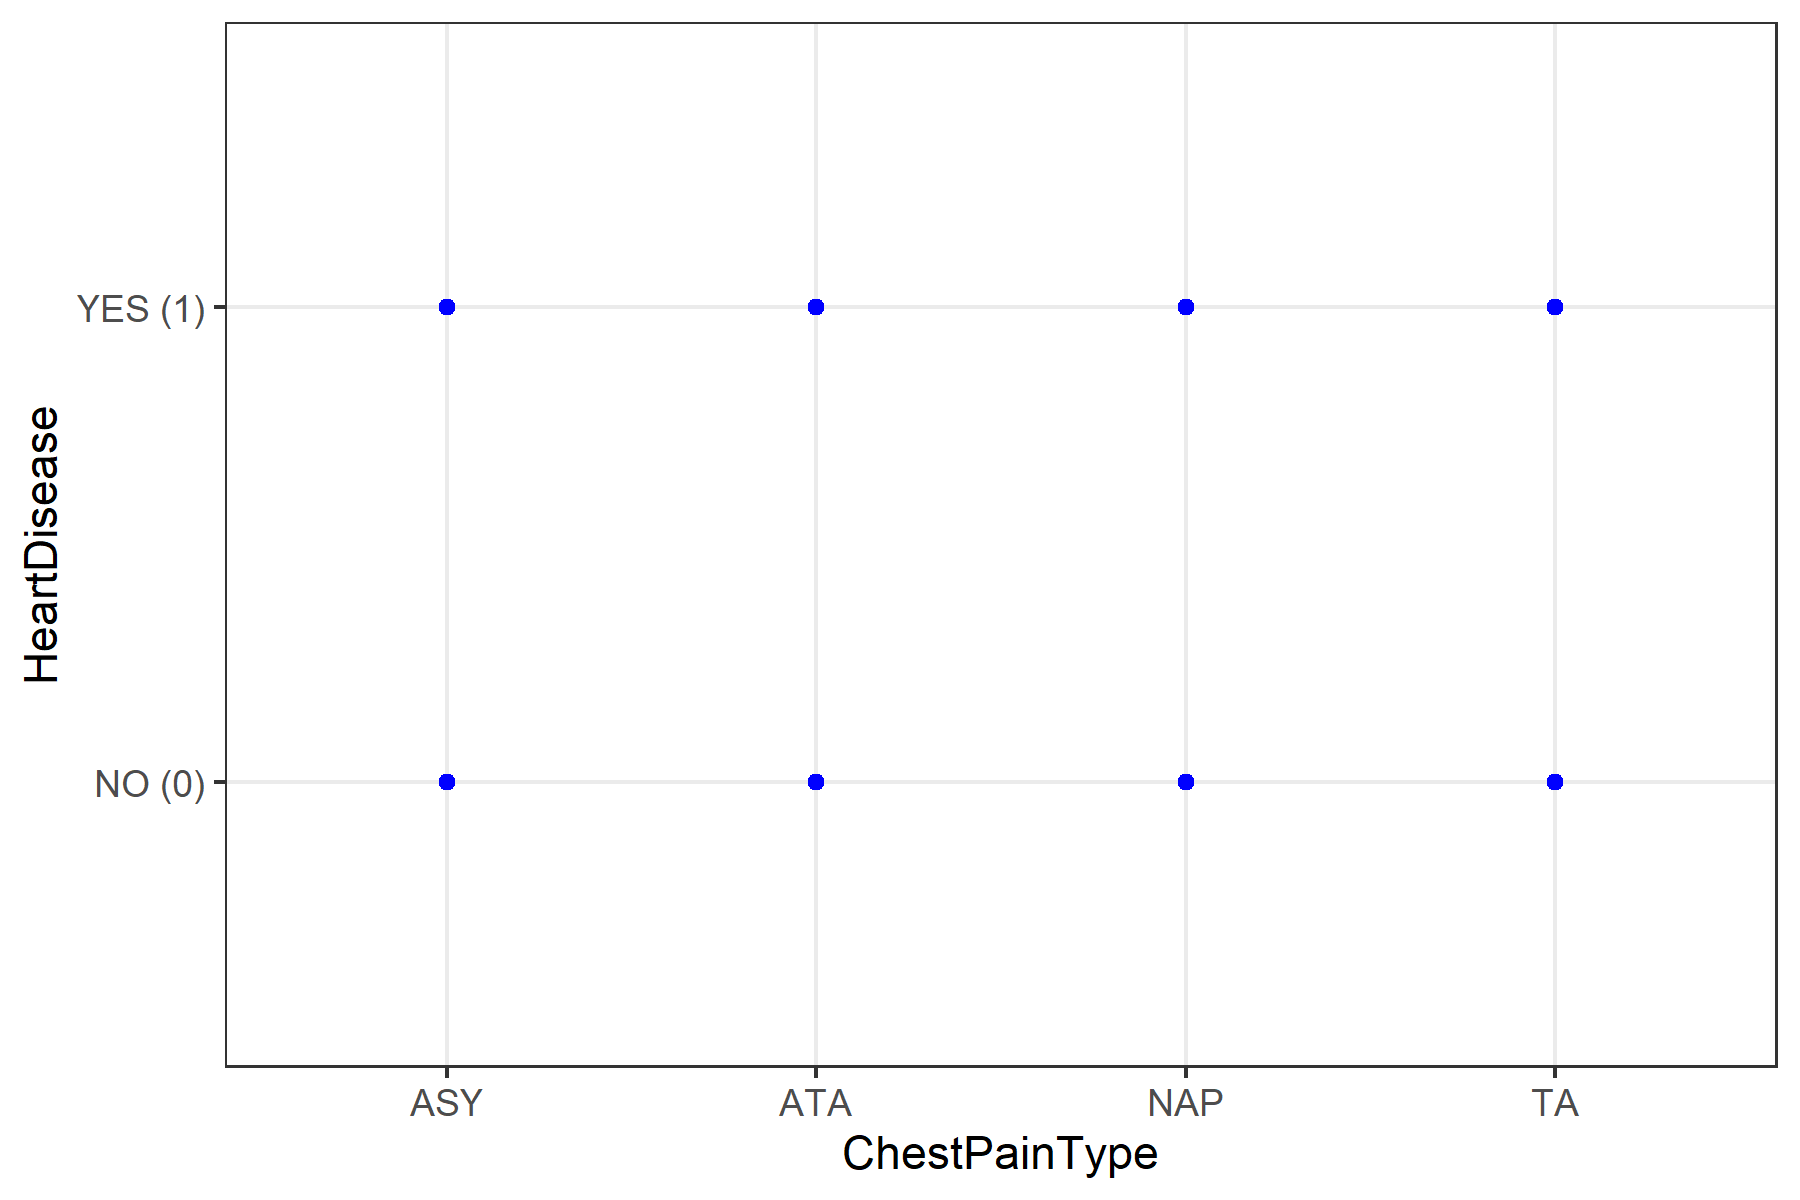 YES (1)
NO (0)
HeartDisease
ASY ATA NAP TA
ChestPainType